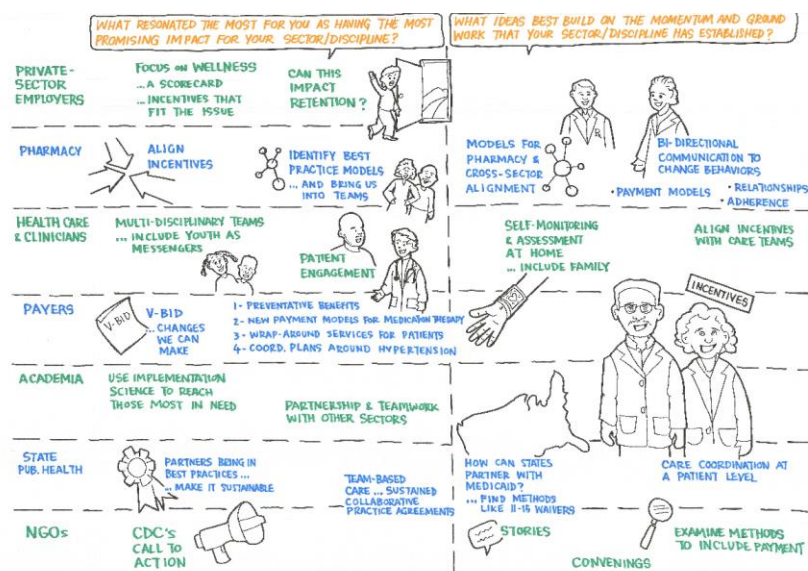 WHAT RESONATED THE MOST FOR YOU AS HAVING THE MOST
PROMISING IMPACT FOR YOUR SECTOR/DISCIPLINE?
WHAT IDEAS BEST BUILD ON THE MOMENTUM AND GROUND
WORK THAT YOUR SECTOR/DISCIPLINE HAS ESTABLISHED?
PRIVATE-
SECTOR
EMPLOYERS
FOCUS ON WELLNESS
...A SCORECARD
...INCENTIVES THAT
FIT THE ISSUE
CAN THIS
IMPACT
RETENTION?
PHARMACY
ALIGN
INCENTIVES
IDENTIFY BEST
PRACTICE MODELS
...AND BRING US
INTO TEAMS
R
MODELS FOR
PHARMACY &
CROSS-SECTOR
ALIGNMENT
BI-DIRECTIONAL
COMMUNICATION TO
CHANGE BEHAVIORS
• PAYMENT MODELS
• RELATIONSHIPS
• ADHERENCE
HEALTH CARE
& CLINICIANS
MULTI-DISCIPLINARY TEAMS
...INCLUDE YOUTH AS
MESSENGERS
PATIENT
ENGAGEMENT
SELF-MONITORING
& ASSESSMENT
AT HOME
...INCLUDE FAMILY
ALIGN INCENTIVES
WITH CARE TEAMS
PAYERS
V-BID
V-BID
...CHANGES
WE CAN
MAKE
1- PREVENTATIVE BENEFITS
2- NEW PAYMENT MODELS FOR MEDICATION THERAPY
3- WRAP-AROUND SERVICES FOR PATIENTS
4- COORD. PLANS AROUND HYPERTENSION
INCENTIVES
ACADEMIA
USE IMPLEMENTATION
SCIENCE TO REACH
THOSE MOST IN NEED
PARTNERSHIP & TEAMWORK
WITH OTHER SECTORS
STATE
PUB. HEALTH
PARTNERS BEING IN
BEST PRACTICES...
...MAKE IT SUSTAINABLE
TEAM-BASED
CARE...SUSTAINED
COLLABORATIVE
PRACTICE AGREEMENTS
HOW CAN STATES
PARTNER WITH
MEDICAID?
...FIND METHODS
LIKE 11-15 WAIVERS
CARE COORDINATION AT
A PATIENT LEVEL
NGOs
CDC's
CALL TO
ACTION
STORIES
CONVENINGS
EXAMINE METHODS
TO INCLUDE PAYMENT